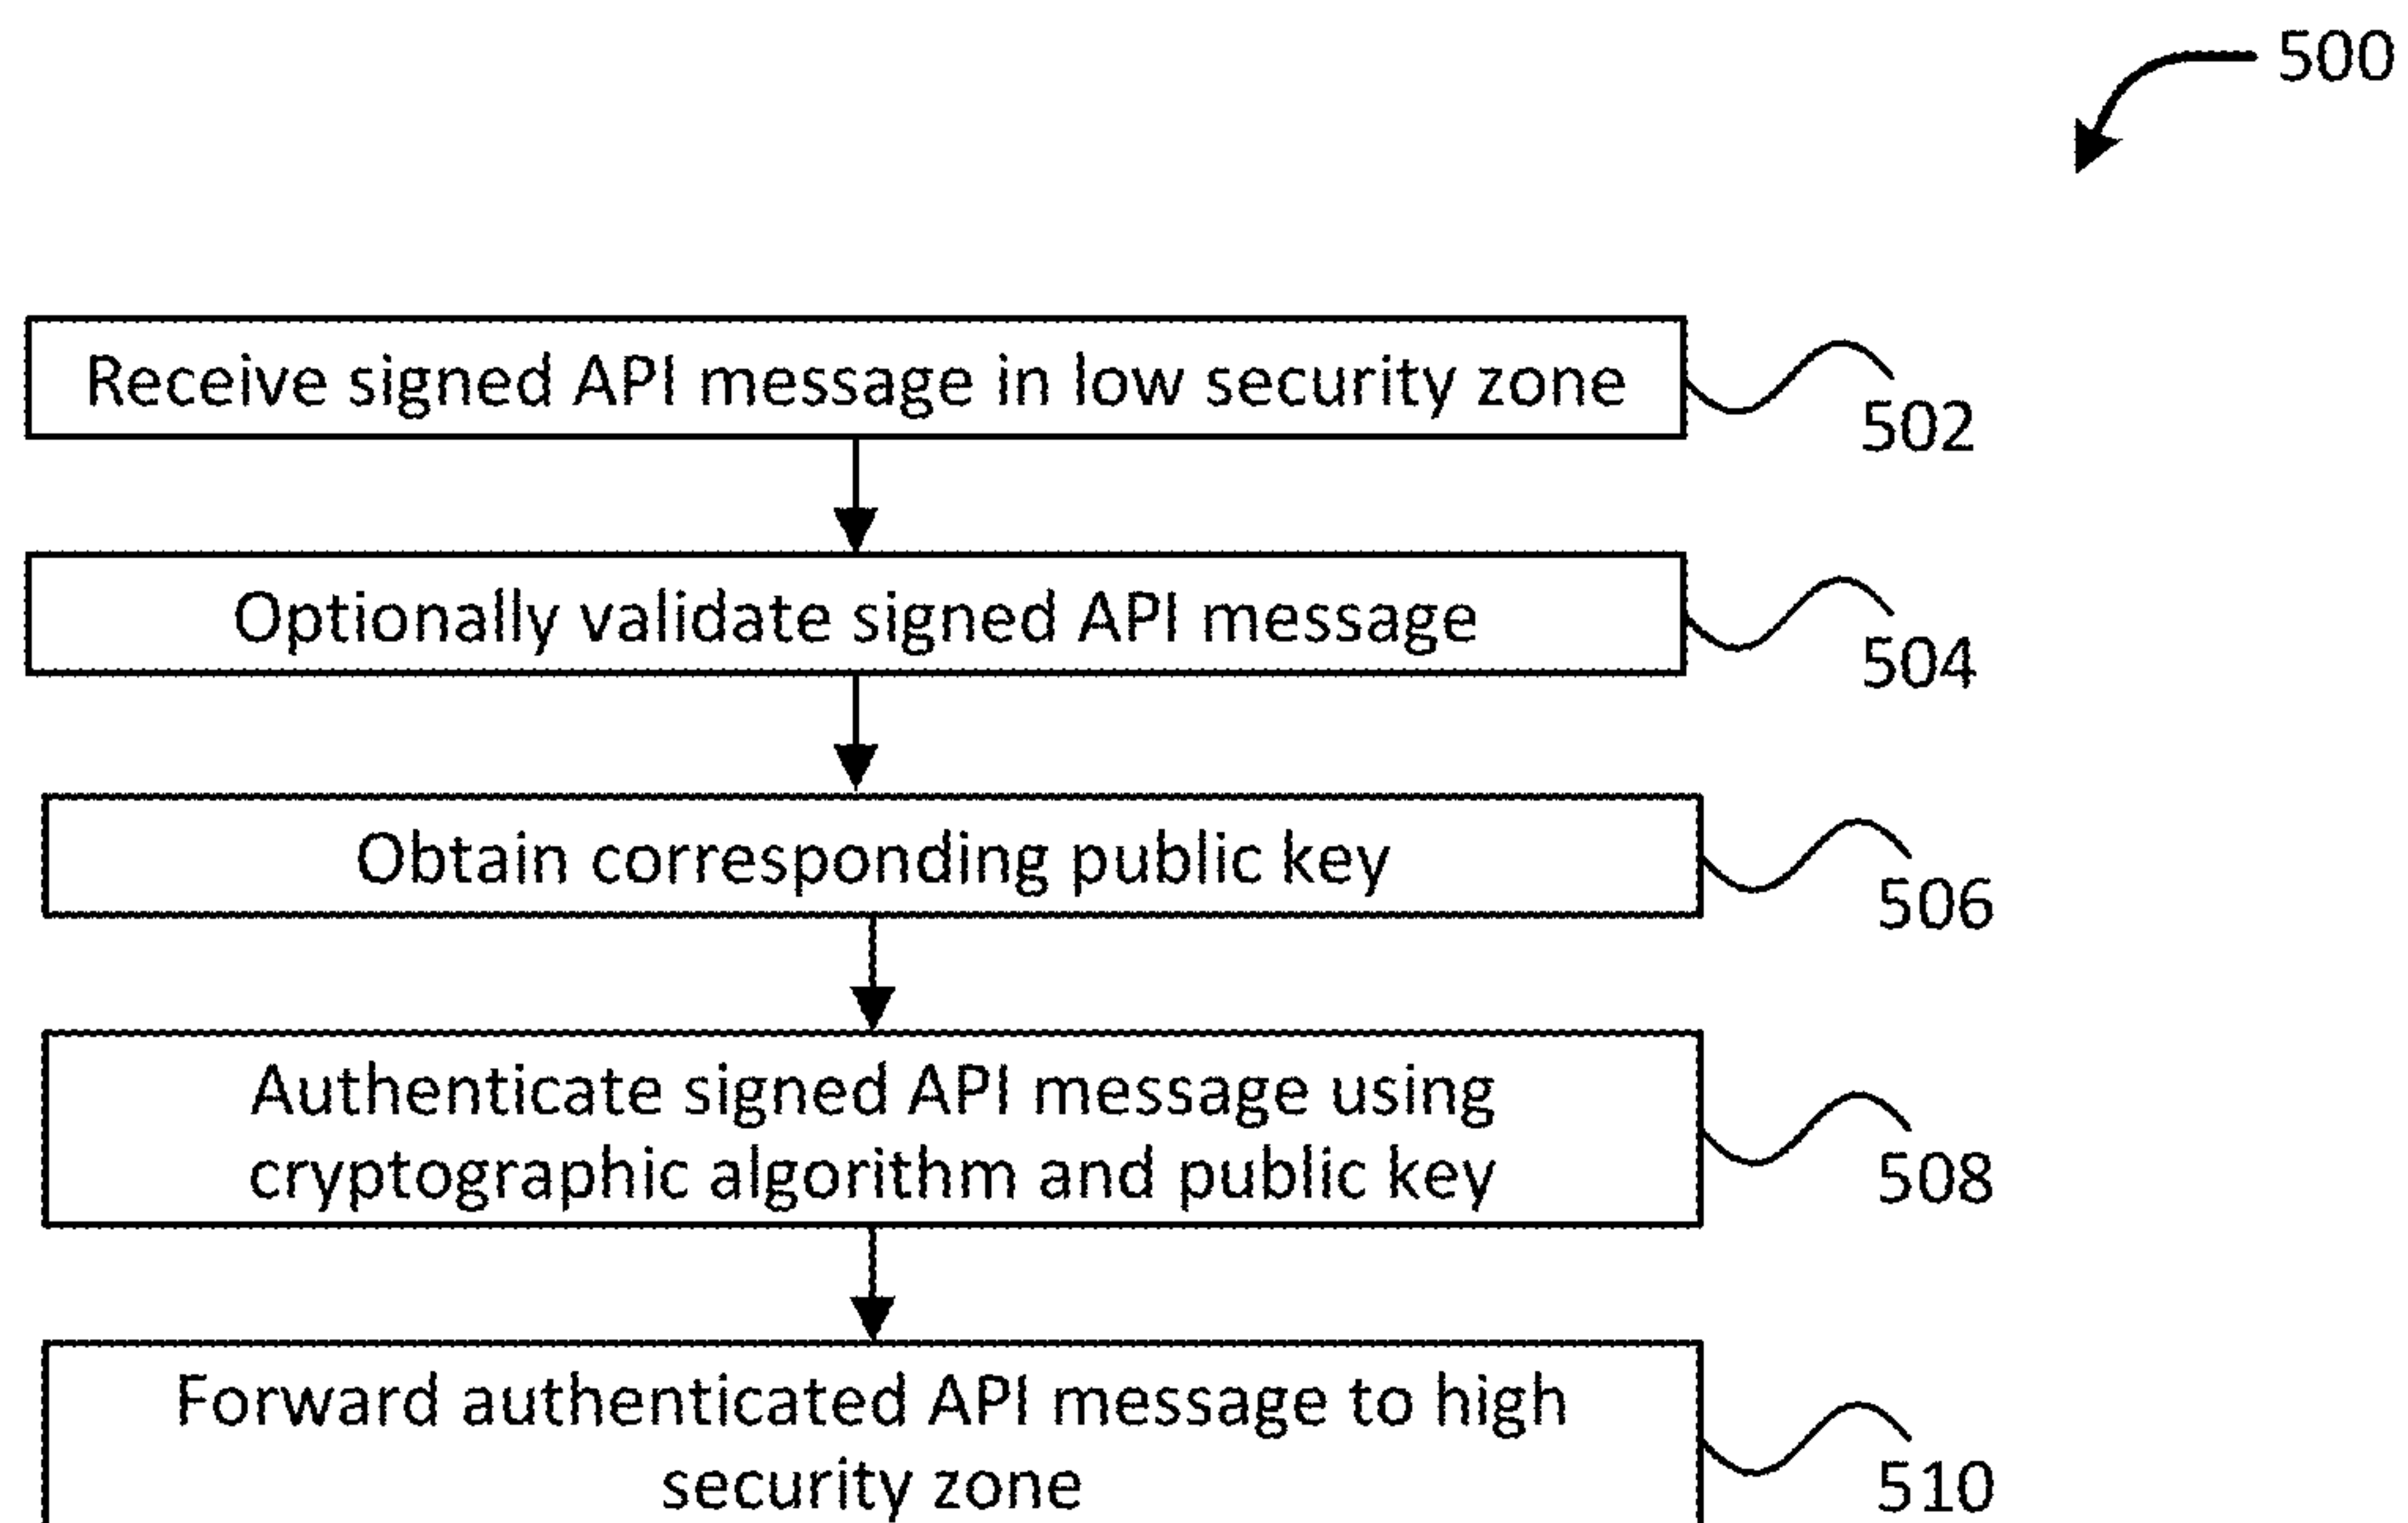 500
Receive signed API message in low security zone
502
Optionally validate signed API message
504
Obtain corresponding public key
506
Authenticate signed API message using
cryptographic algorithm and public key
508
Forward authenticated API message to high
security zone
510